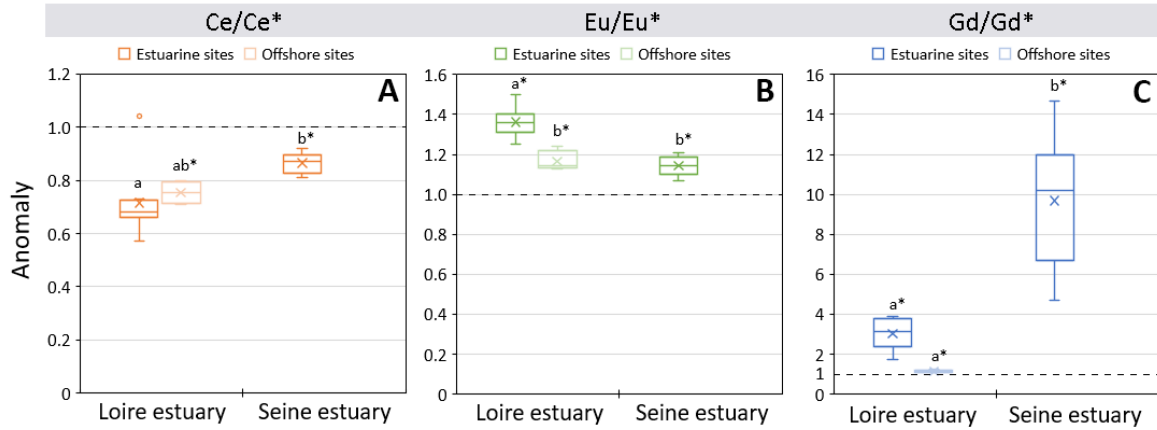 Ce/Ce* Eu/Eu* Gd/Gd*
Estuarine sites Offshore sites Estuarine sites Offshore sites Estuarine sites Offshore sites
Anomaly
1.2
1.0
0.8
0.6
0.4
0.2
0
A
a
ab*
b*
Loire estuary Seine estuary
1.6
1.4
1.2
1.0
0.8
0.6
0.4
0.2
0.0
B
a*
b*
b*
Loire estuary Seine estuary
16
14
12
10
8
6
4
2
1
0
C
a*
a*
b*
Loire estuary Seine estuary